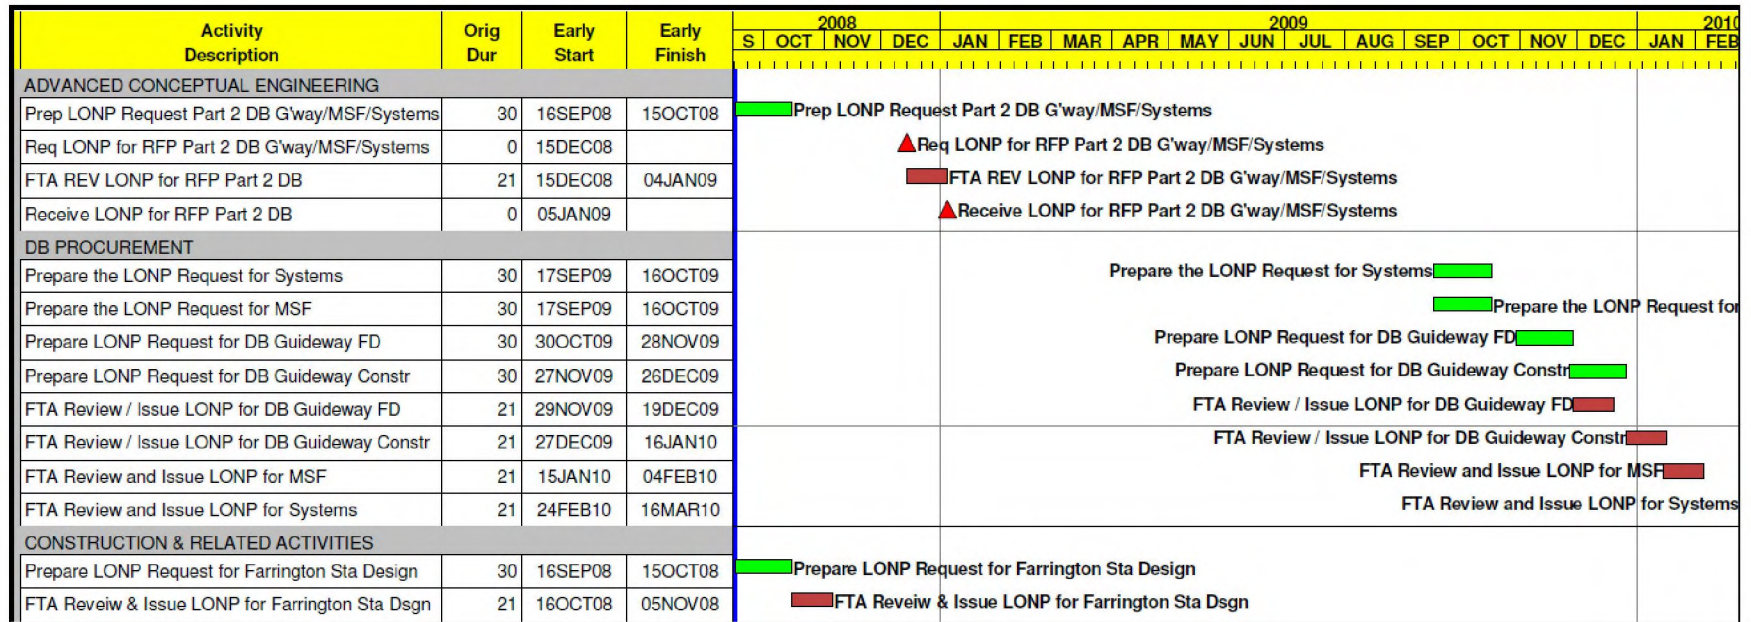 Activity Orig Early Early 2008 2009 2010
Description Dur Start Finish S OCT NOV DEC JAN FEB MAR APR MAY JUN JUL AUG SEP OCT NOV DEC JAN FEB
ADVANCED CONCEPTUAL ENGINEERING
Prep LONP Request Part 2 DB G'way/MSF/Systems 30 16SEP08 15OCT08 Prep LONP Request Part 2 DB G'way/MSF/Systems
Req LONP for RFP Part 2 DB G'way/MSF/Systems 0 15DEC08 Req LONP for RFP Part 2 DB G'way/MSF/Systems
FTA REV LONP for RFP Part 2 DB 21 15DEC08 04JAN09 FTA REV LONP for RFP Part 2 DB G'way/MSF/Systems
Receive LONP for RFP Part 2 DB 0 05JAN09 Receive LONP for RFP Part 2 DB G'way/MSF/Systems
DB PROCUREMENT
Prepare the LONP Request for Systems 30 17SEP09 16OCT09 Prepare the LONP Request for Systems
Prepare the LONP Request for MSF 30 17SEP09 16OCT09 Prepare the LONP Request for
Prepare LONP Request for DB Guideway FD 30 30OCT09 28NOV09 Prepare LONP Request for DB Guideway FD
Prepare LONP Request for DB Guideway Constr 30 27NOV09 26DEC09 Prepare LONP Request for DB Guideway Constr
FTA Review / Issue LONP for DB Guideway FD 21 29NOV09 19DEC09 FTA Review / Issue LONP for DB Guideway FD
FTA Review / Issue LONP for DB Guideway Constr 21 27DEC09 16JAN10 FTA Review / Issue LONP for DB Guideway Constr
FTA Review and Issue LONP for MSF 21 15JAN10 04FEB10 FTA Review and Issue LONP for MSF
FTA Review and Issue LONP for Systems 21 24FEB10 16MAR10 FTA Review and Issue LONP for Systems
CONSTRUCTION & RELATED ACTIVITIES
Prepare LONP Request for Farrington Sta Design 30 16SEP08 15OCT08 Prepare LONP Request for Farrington Sta Design
FTA Reveiw & Issue LONP for Farrington Sta Dsgn 21 16OCT08 05NOV08 FTA Reveiw & Issue LONP for Farrington Sta Dsgn